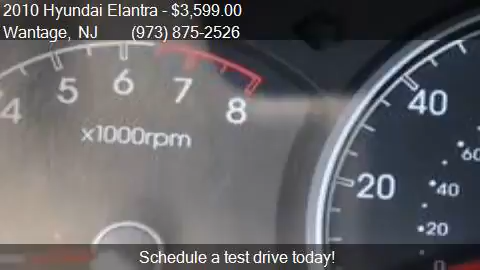 2010 Hyundai Elantra - $3,599.00
Wantage, NJ (973) 875-2526
4 5 6 7 8
x1000rpm
40
60
20
40
20
0
Schedule a test drive today!